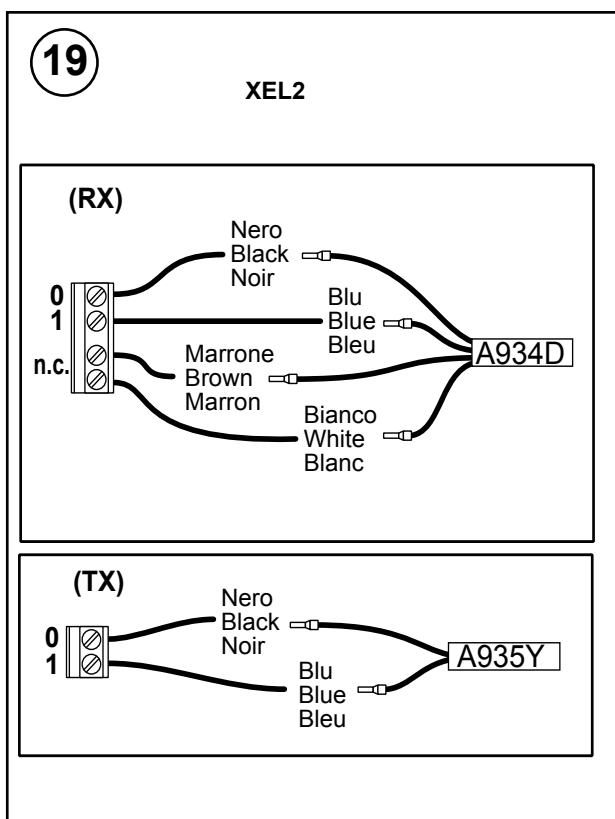 19
XEL2
(RX)
Nero
Black
Noir
0
1
n.c.
Blu
Blue
Bleu
Marrone
Brown
Marron
Bianco
White
Blanc
A934D
(TX)
Nero
Black
Noir
0
1
Blu
Blue
Bleu
A935Y